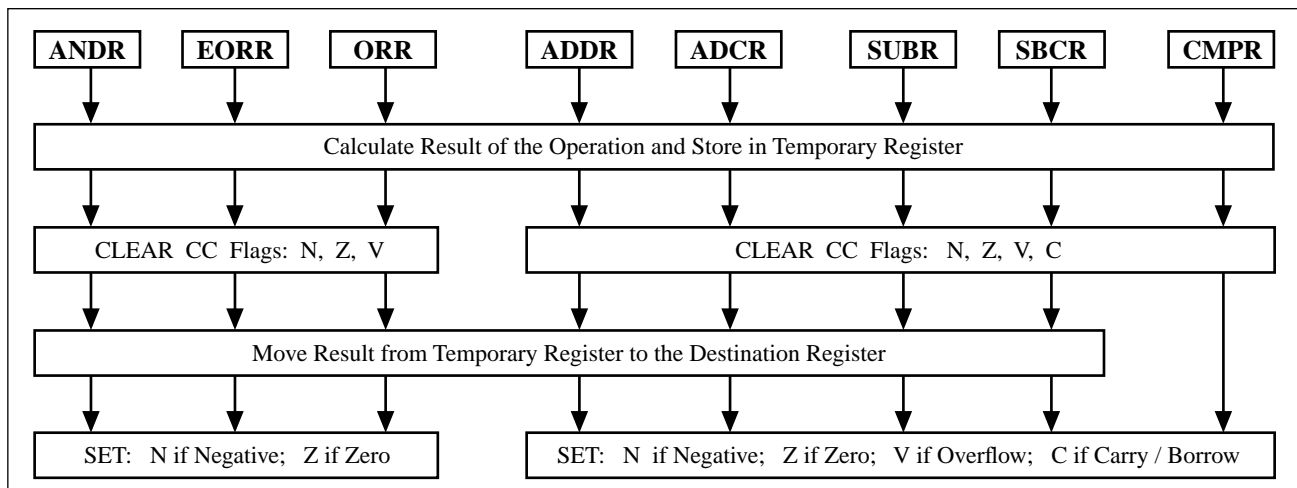 ANDR EORR ORR ADDR ADCR SUBR SBCR CMPR
Calculate Result of the Operation and Store in Temporary Register
CLEAR CC Flags: N, Z, V
CLEAR CC Flags: N, Z, V, C
Move Result from Temporary Register to the Destination Register
SET: N if Negative; Z if Zero
SET: N if Negative; Z if Zero; V if Overflow; C if Carry / Borrow